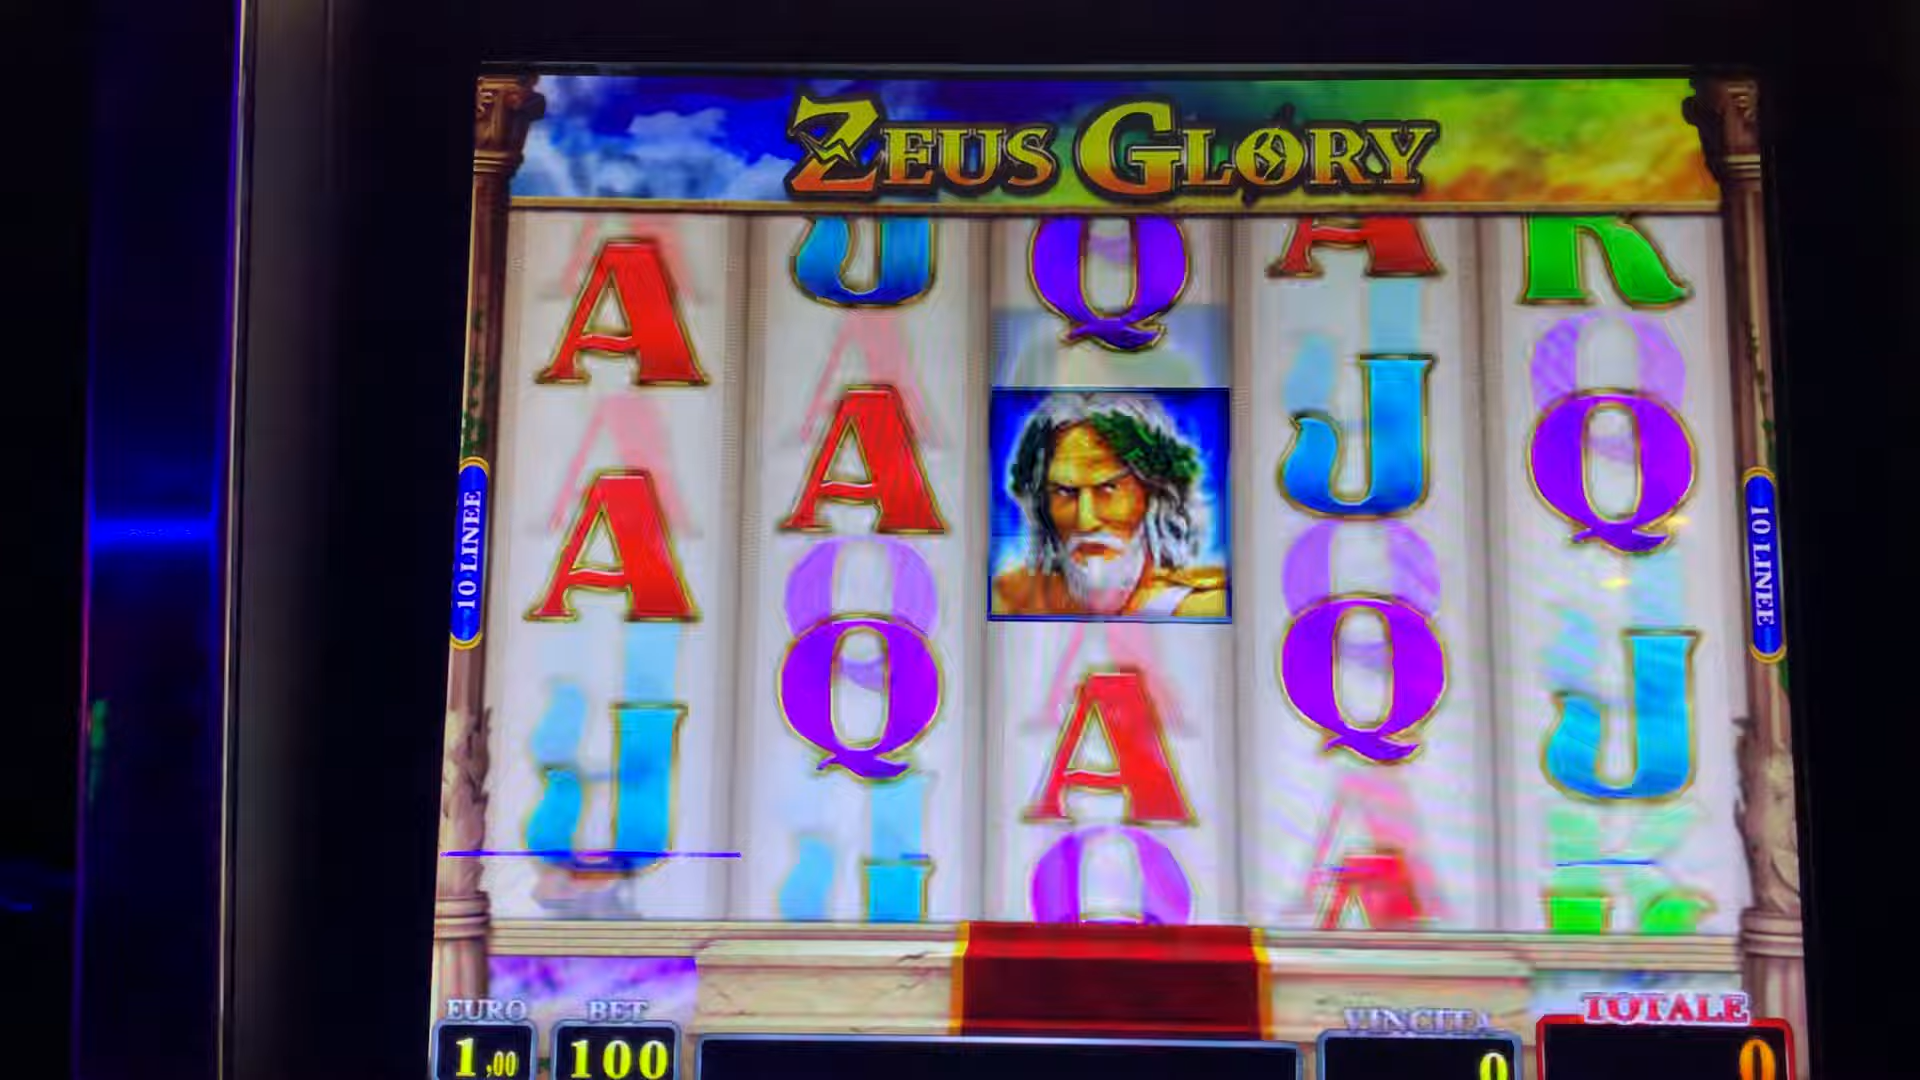 ZEUS GLORY
J Q A K
A
A A J Q
10 LINEE 10 LINEE
A Q Q J
J A
J Q A K
EURO BET VINCITA TOTALE
1,00 100 0 0